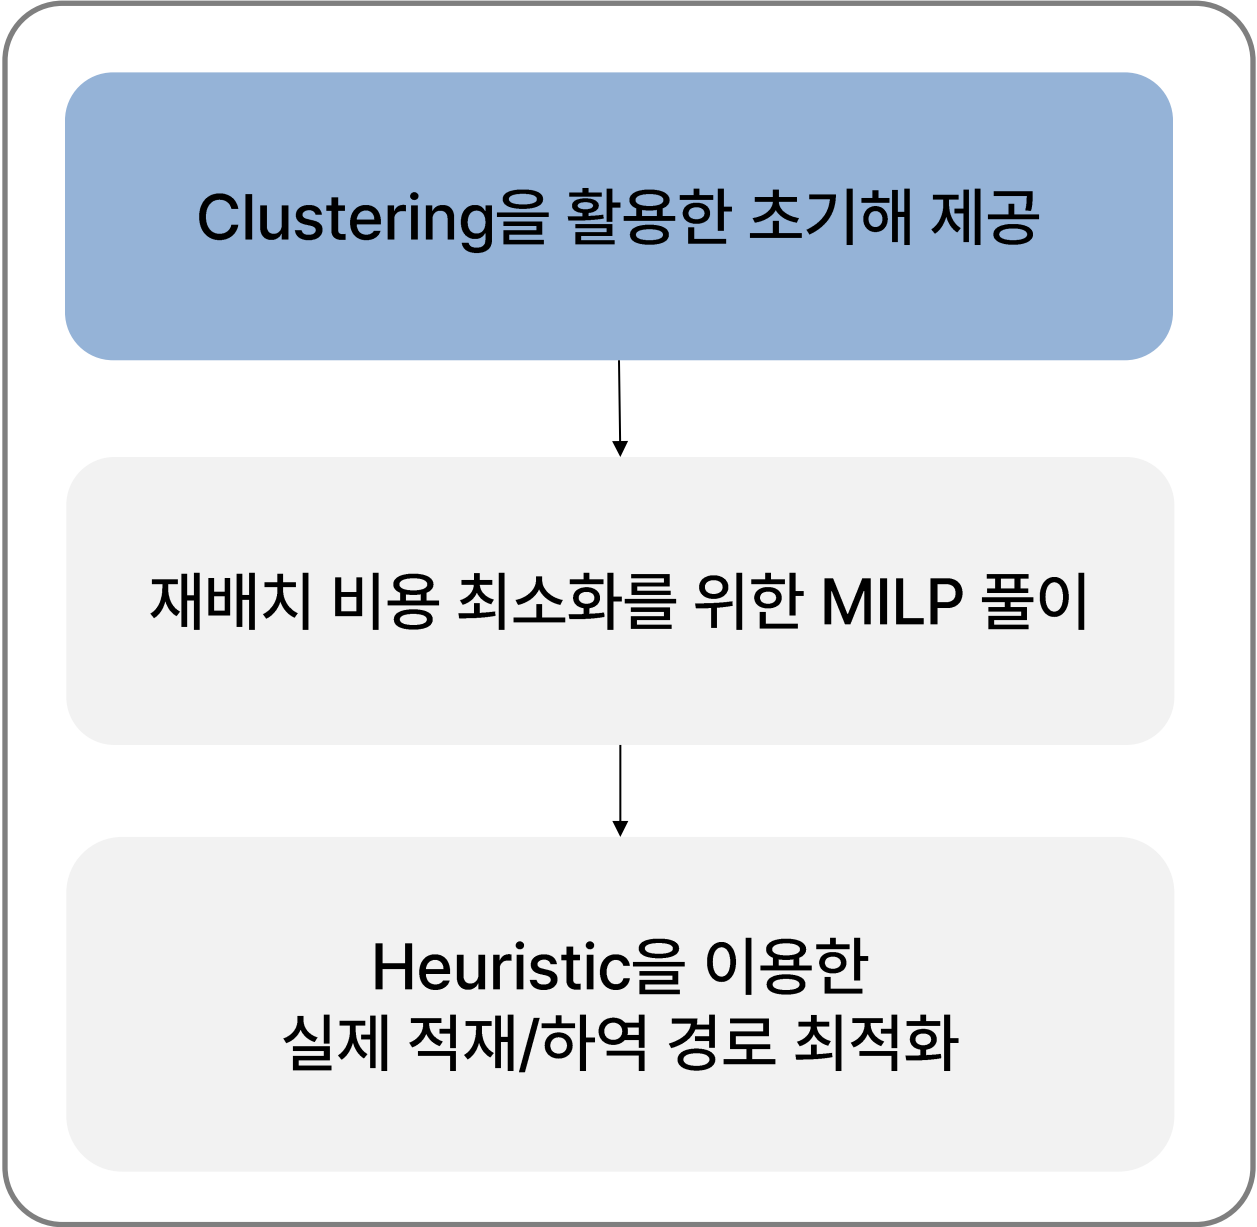 Clustering을 활용한 초기해 제공
재배치 비용 최소화를 위한 MILP 풀이
Heuristic을 이용한
실제 적재/하역 경로 최적화